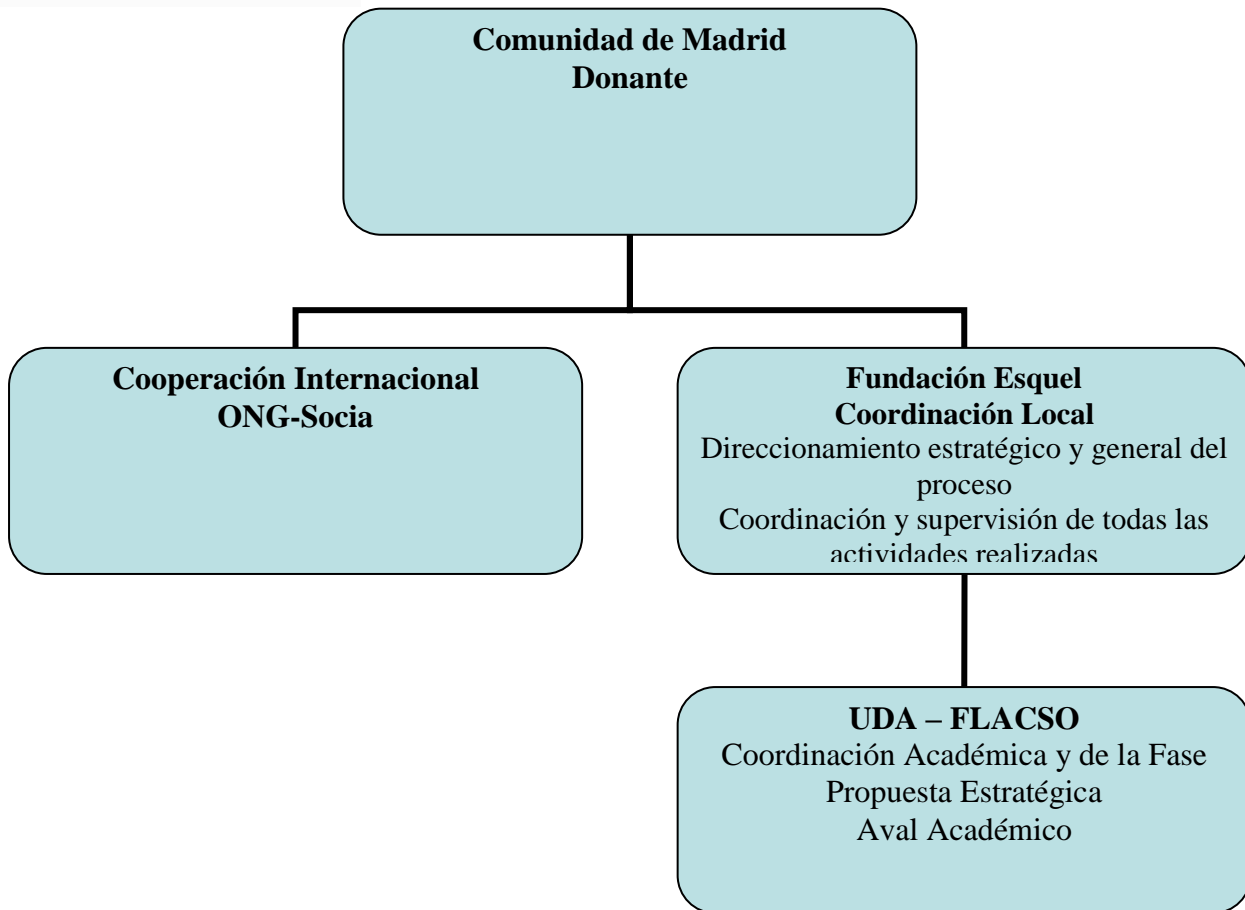 Comunidad de Madrid
Donante
Cooperación Internacional
ONG-Socia
Fundación Esquel
Coordinación Local
Direccionamiento estratégico y general del
proceso
Coordinación y supervisión de todas las
actividades realizadas
UDA – FLACSO
Coordinación Académica y de la Fase
Propuesta Estratégica
Aval Académico